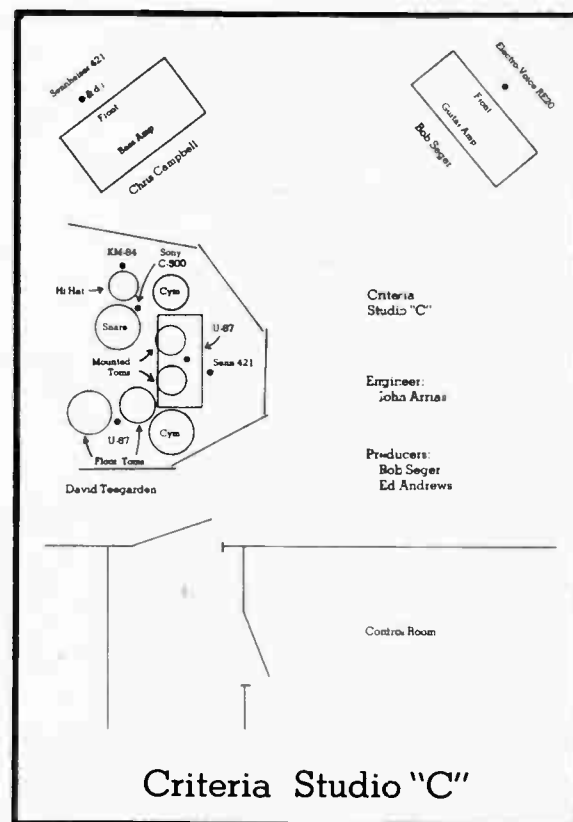 Sennheiser 421
& d.i.
Front
Bass Amp
Chris Campbell
Electro-Voice RE20
Front
Guitar Amp
Bob Seger
KM-84
Sony
C-500
Hi Hat
Cym
Snare
U-87
Mounted
Toms
Senn 421
U-87
Cym
Floor Toms
David Teegarden
Criteria
Studio "C"
Engineer:
John Arnas
Producers:
Bob Seger
Ed Andrews
Control Room
Criteria Studio "C"